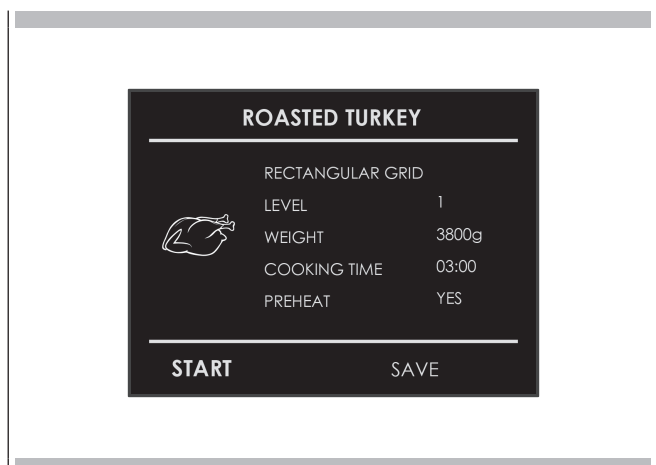 ROASTED TURKEY
RECTANGULAR GRID
LEVEL 1
WEIGHT 3800g
COOKING TIME 03:00
PREHEAT YES
START SAVE